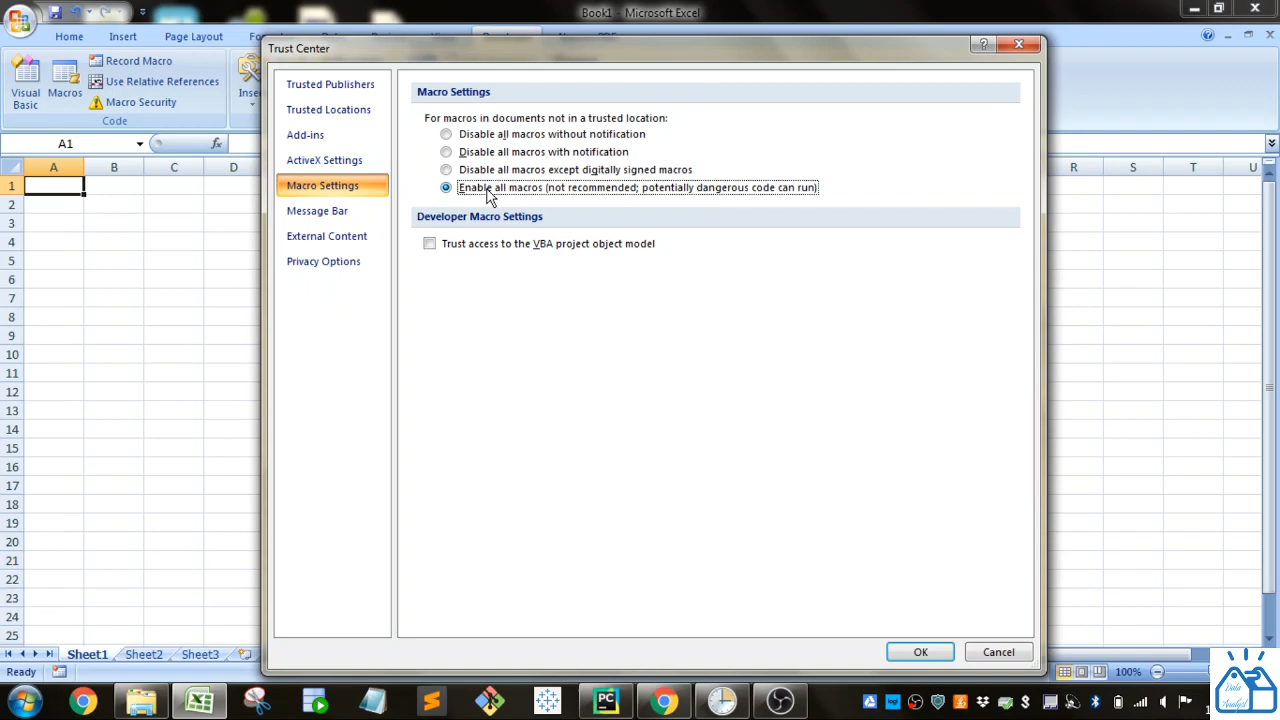 Book1 - Microsoft Excel
Home Insert Page Layout
Trust Center
Visual Basic
Macros
Record Macro
Use Relative References
Macro Security
Code
A1
fx
Trusted Publishers
Trusted Locations
Add-ins
ActiveX Settings
Macro Settings
Message Bar
External Content
Privacy Options
Macro Settings
For macros in documents not in a trusted location:
Disable all macros without notification
Disable all macros with notification
Disable all macros except digitally signed macros
Enable all macros (not recommended; potentially dangerous code can run)
Developer Macro Settings
Trust access to the VBA project object model
A B C D R S T U
1
2
3
4
5
6
7
8
9
10
11
12
13
14
15
16
17
18
19
20
21
22
23
24
25
OK Cancel
Sheet1 Sheet2 Sheet3
Ready 100%
PC
Data Analyst